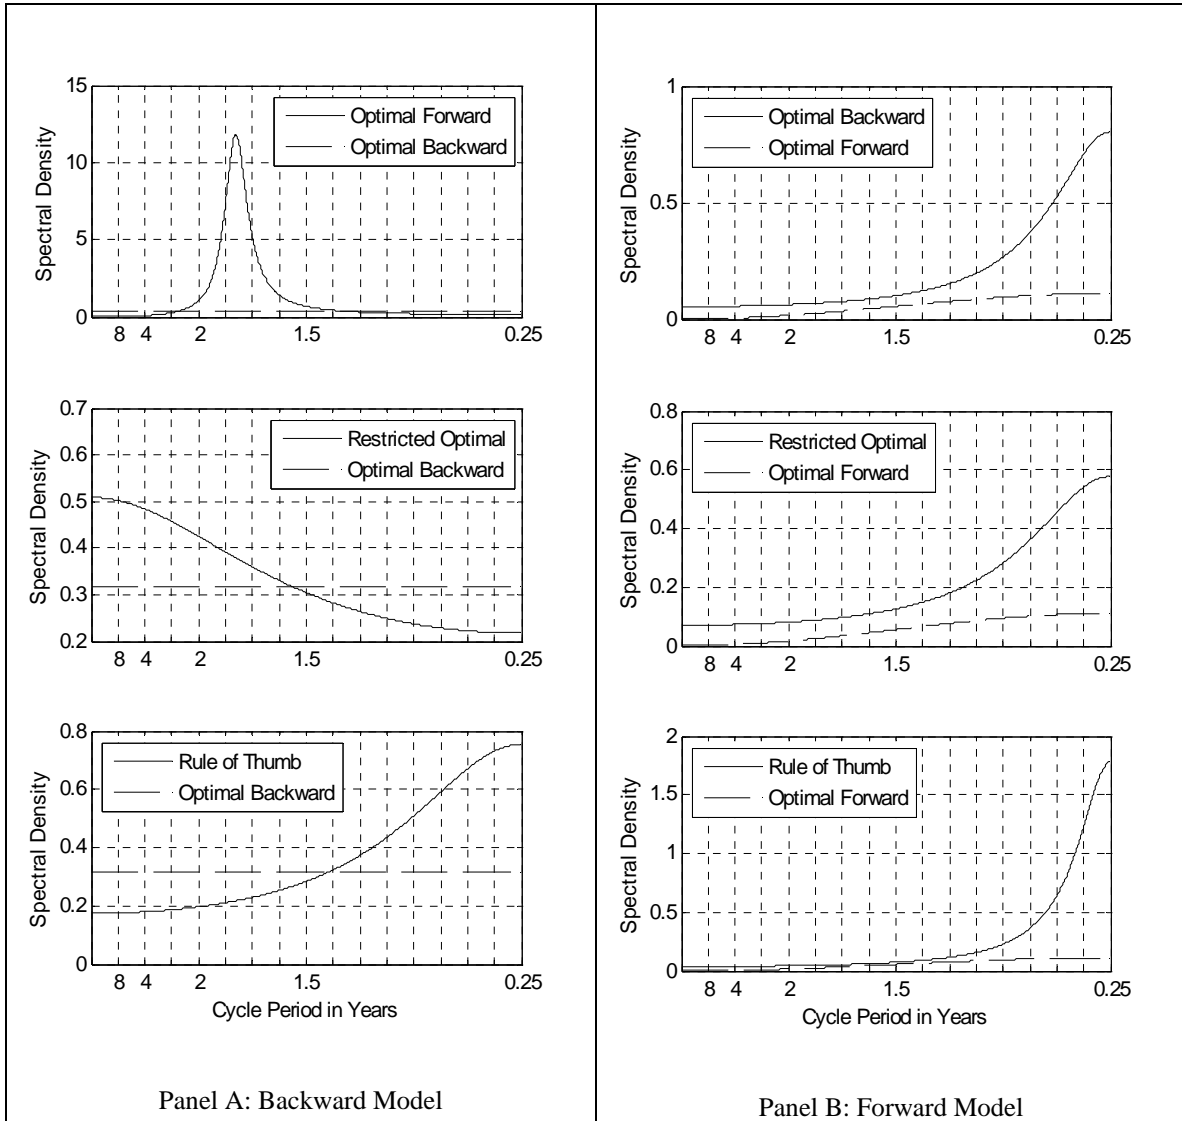 15
10
5
0
Spectral Density
Optimal Forward
Optimal Backward
8 4 2 1.5 0.25
0.7
0.6
0.5
0.4
0.3
0.2
Spectral Density
Restricted Optimal
Optimal Backward
8 4 2 1.5 0.25
0.8
0.6
0.4
0.2
0
Spectral Density
Rule of Thumb
Optimal Backward
8 4 2 1.5 0.25
Cycle Period in Years
Panel A: Backward Model
1
0.5
0
Spectral Density
Optimal Backward
Optimal Forward
8 4 2 1.5 0.25
0.8
0.6
0.4
0.2
0
Spectral Density
Restricted Optimal
Optimal Forward
8 4 2 1.5 0.25
2
1.5
1
0.5
0
Spectral Density
Rule of Thumb
Optimal Forward
8 4 2 1.5 0.25
Cycle Period in Years
Panel B: Forward Model